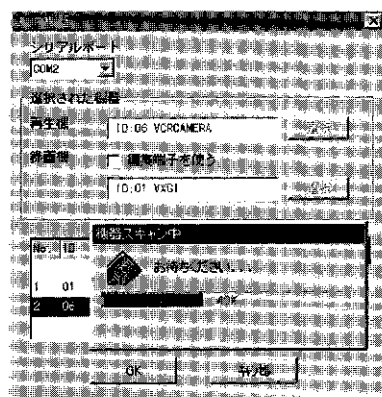 シリアルポート
COM2
選択された装置
再生機
ID:06 VCRCAMERA
録画機
編集端子を使う
ID:01 VXG1
機器スキャン中
No ID
お待ちください...
1 01
2 06
40%
OK
キャンセル